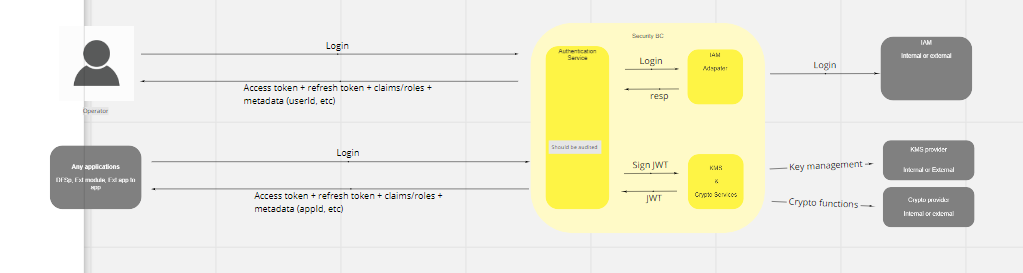 Operator
Login
Access token + refresh token + claims/roles +
metadata (userId, etc)
Any applications
DFSp, Ext module, Ext app to
app
Login
Access token + refresh token + claims/roles +
metadata (appId, etc)
Security BC
Authentication
Service
Should be audited
Login
resp
IAM
Adapater
Sign JWT
JWT
KMS
&
Crypto Services
Login
IAM
Internal or external
Key management
KMS provider
Internal or External
Crypto functions
Crypto provider
Internal or external